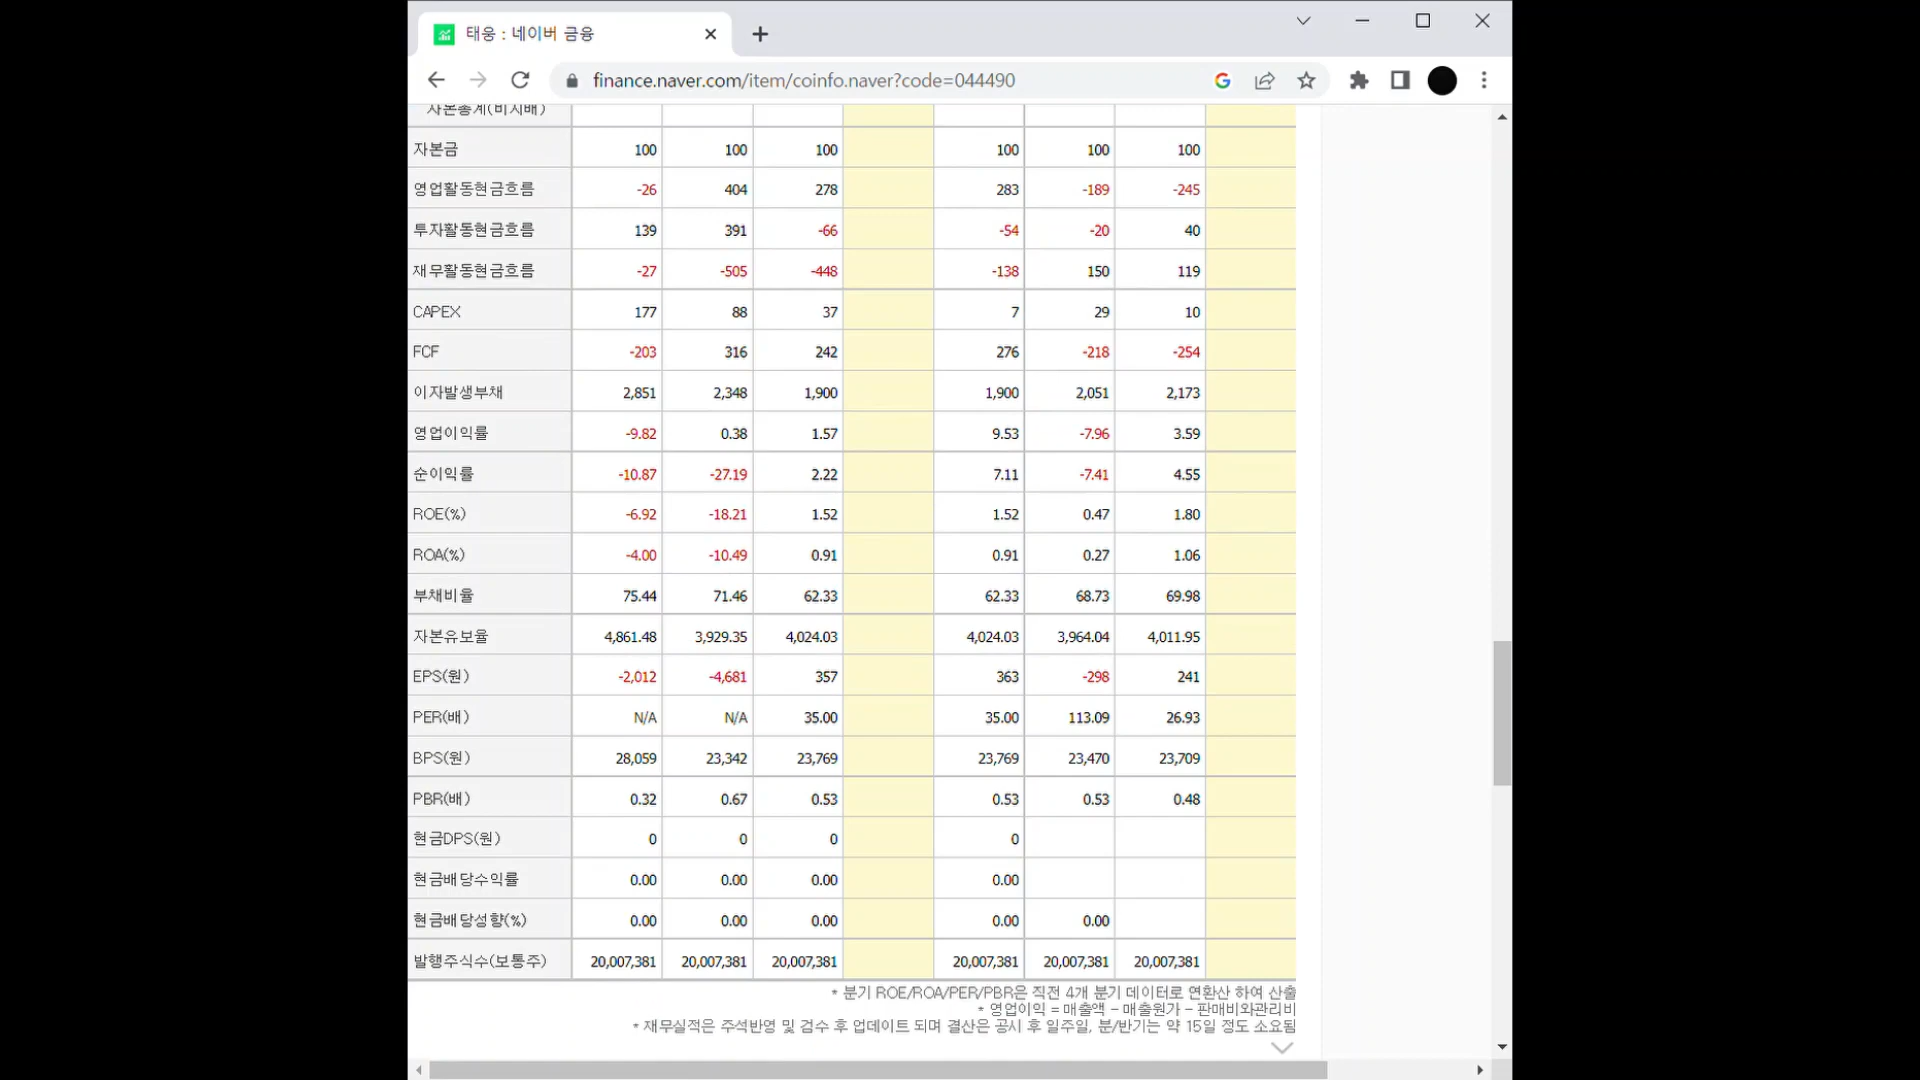 태웅 : 네이버 금융
finance.naver.com/item/coinfo.naver?code=044490
자본총계(비지배)
자본금 100 100 100 100 100 100
영업활동현금흐름 -26 404 278 283 -189 -245
투자활동현금흐름 139 391 -66 -54 -20 40
재무활동현금흐름 -27 -505 -448 -138 150 119
CAPEX 177 88 37 7 29 10
FCF -203 316 242 276 -218 -254
이자발생부채 2,851 2,348 1,900 1,900 2,051 2,173
영업이익률 -9.82 0.38 1.57 9.53 -7.96 3.59
순이익률 -10.87 -27.19 2.22 7.11 -7.41 4.55
ROE(%) -6.92 -18.21 1.52 1.52 0.47 1.80
ROA(%) -4.00 -10.49 0.91 0.91 0.27 1.06
부채비율 75.44 71.46 62.33 62.33 68.73 69.98
자본유보율 4,861.48 3,929.35 4,024.03 4,024.03 3,964.04 4,011.95
EPS(원) -2,012 -4,681 357 363 -298 241
PER(배) N/A N/A 35.00 35.00 113.09 26.93
BPS(원) 28,059 23,342 23,769 23,769 23,470 23,709
PBR(배) 0.32 0.67 0.53 0.53 0.53 0.48
현금DPS(원) 0 0 0 0
현금배당수익률 0.00 0.00 0.00 0.00
현금배당성향(%) 0.00 0.00 0.00 0.00 0.00
발행주식수(보통주) 20,007,381 20,007,381 20,007,381 20,007,381 20,007,381 20,007,381
* 분기 ROE/ROA/PER/PBR은 직전 4개 분기 데이터로 연환산 하여 산출
* 영업이익 = 매출액 - 매출원가 - 판매비와관리비
* 재무실적은 주석반영 및 검수 후 업데이트 되며 결산은 공시 후 일주일, 분/반기는 약 15일 정도 소요됨